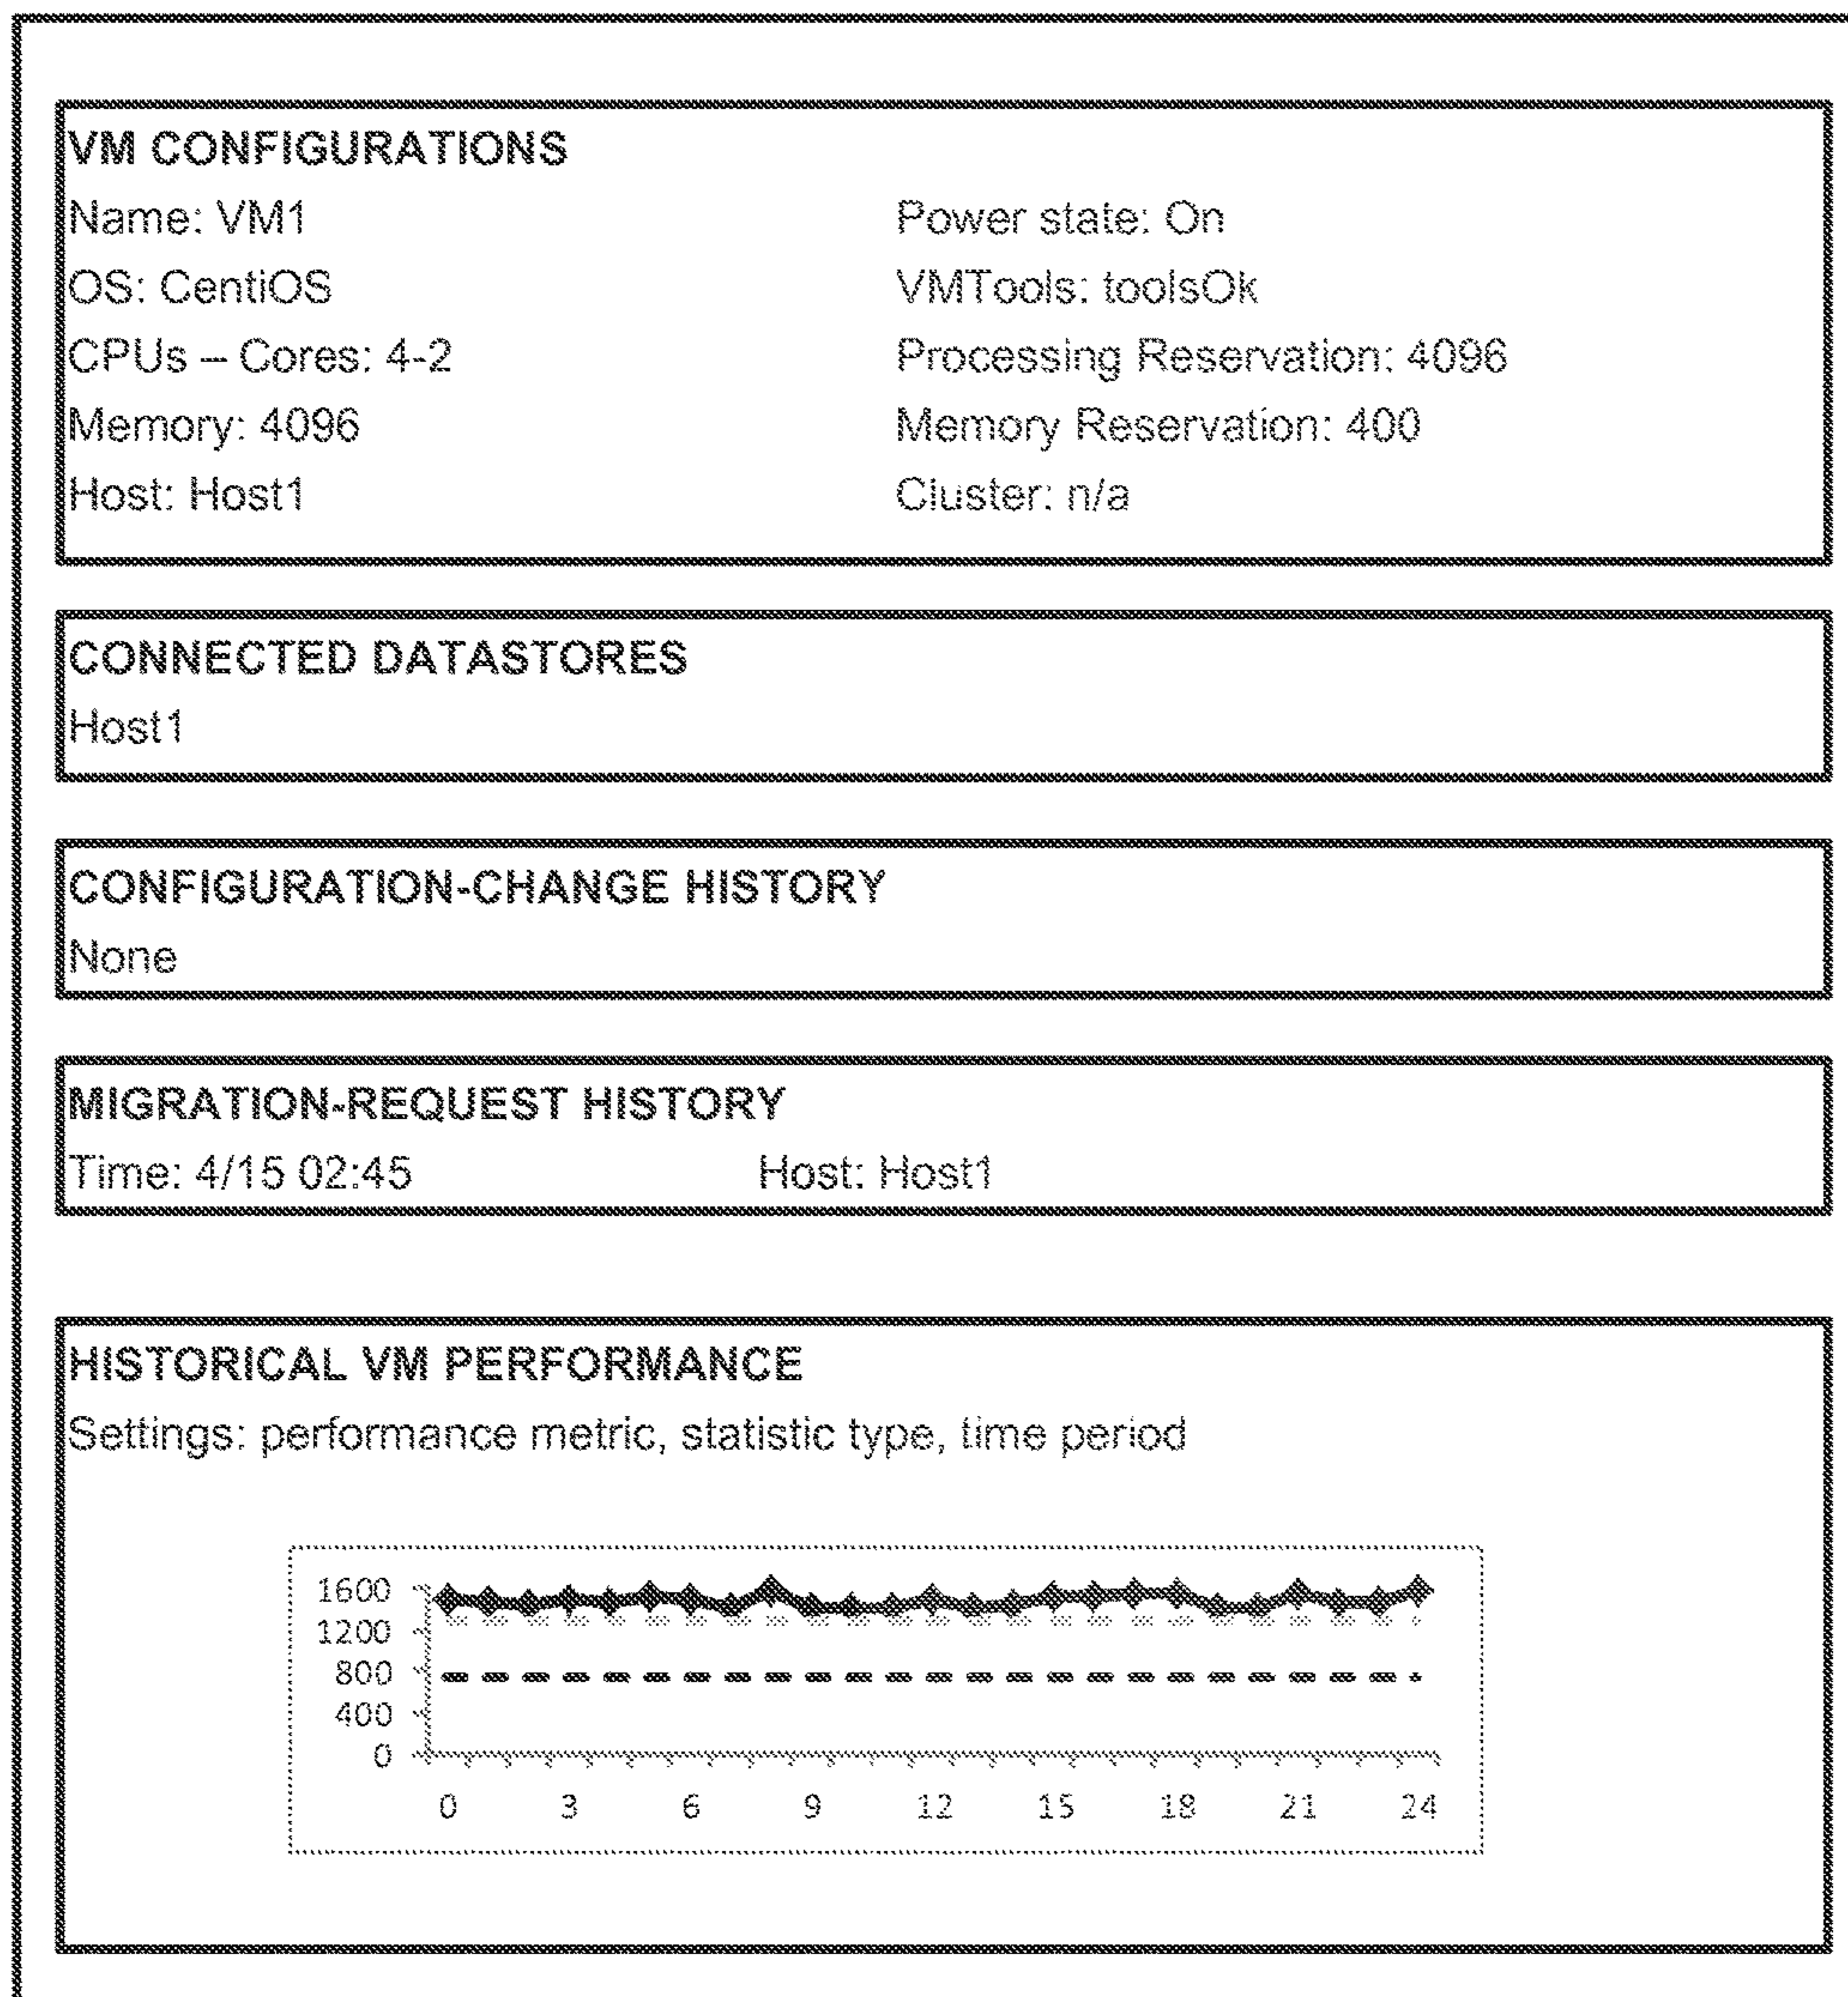 VM CONFIGURATIONS
Name: VM1 Power state: On
OS: CentiOS VMTools: toolsOk
CPUs – Cores: 4-2 Processing Reservation: 4096
Memory: 4096 Memory Reservation: 400
Host: Host1 Cluster: n/a
CONNECTED DATASTORES
Host1
CONFIGURATION-CHANGE HISTORY
None
MIGRATION-REQUEST HISTORY
Time: 4/15 02:45 Host: Host1
HISTORICAL VM PERFORMANCE
Settings: performance metric, statistic type, time period
1600
1200
800
400
0
0 3 6 9 12 15 18 21 24